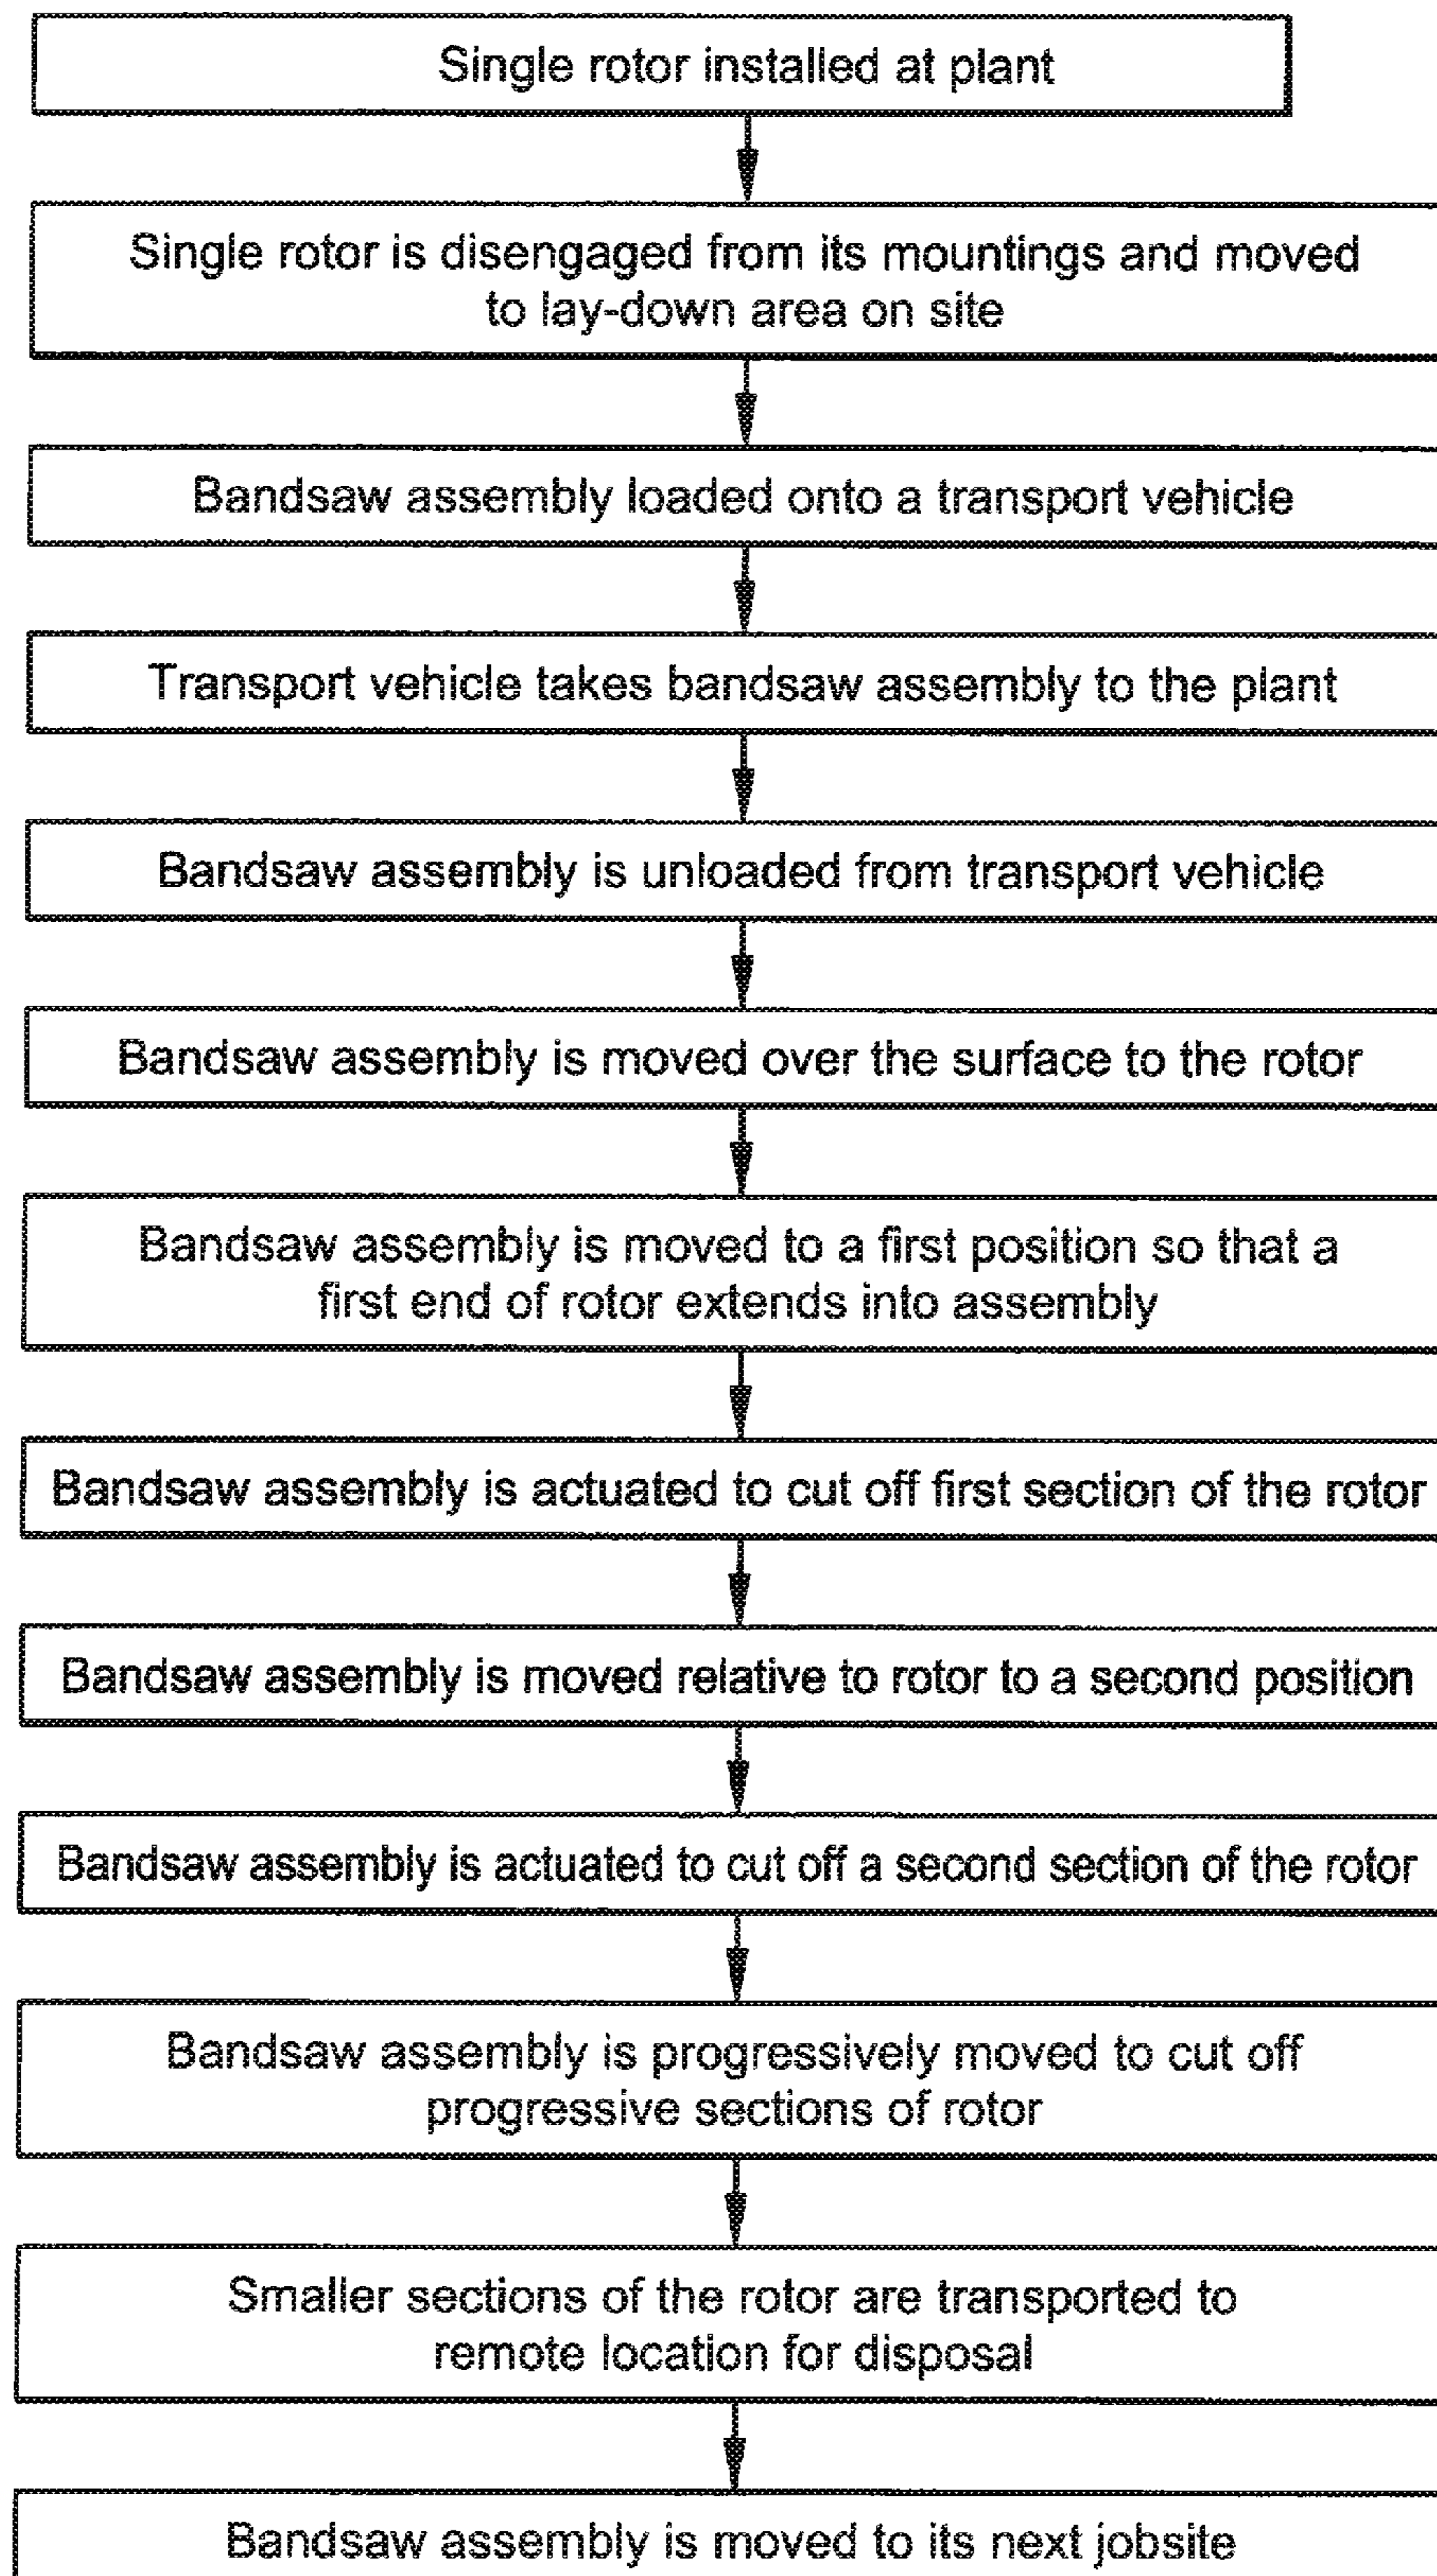 Single rotor installed at plant
Single rotor is disengaged from its mountings and moved
to lay-down area on site
Bandsaw assembly loaded onto a transport vehicle
Transport vehicle takes bandsaw assembly to the plant
Bandsaw assembly is unloaded from transport vehicle
Bandsaw assembly is moved over the surface to the rotor
Bandsaw assembly is moved to a first position so that a
first end of rotor extends into assembly
Bandsaw assembly is actuated to cut off first section of the rotor
Bandsaw assembly is moved relative to rotor to a second position
Bandsaw assembly is actuated to cut off a second section of the rotor
Bandsaw assembly is progressively moved to cut off
progressive sections of rotor
Smaller sections of the rotor are transported to
remote location for disposal
Bandsaw assembly is moved to its next jobsite